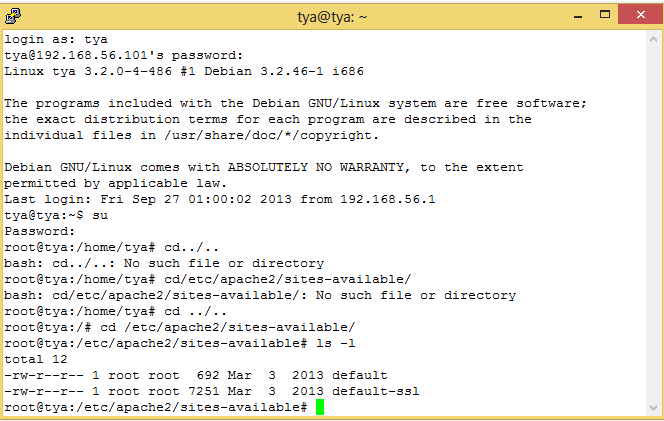 tya@tya: ~
login as: tya
tya@192.168.56.101's password:
Linux tya 3.2.0-4-486 #1 Debian 3.2.46-1 i686
The programs included with the Debian GNU/Linux system are free software;
the exact distribution terms for each program are described in the
individual files in /usr/share/doc/*/copyright.
Debian GNU/Linux comes with ABSOLUTELY NO WARRANTY, to the extent
permitted by applicable law.
Last login: Fri Sep 27 01:00:02 2013 from 192.168.56.1
tya@tya:~$ su
Password:
root@tya:/home/tya# cd../..
bash: cd../..: No such file or directory
root@tya:/home/tya# cd/etc/apache2/sites-available/
bash: cd/etc/apache2/sites-available/: No such file or directory
root@tya:/home/tya# cd ../..
root@tya:/# cd /etc/apache2/sites-available/
root@tya:/etc/apache2/sites-available# ls -l
total 12
-rw-r--r-- 1 root root  692 Mar  3  2013 default
-rw-r--r-- 1 root root 7251 Mar  3  2013 default-ssl
root@tya:/etc/apache2/sites-available#